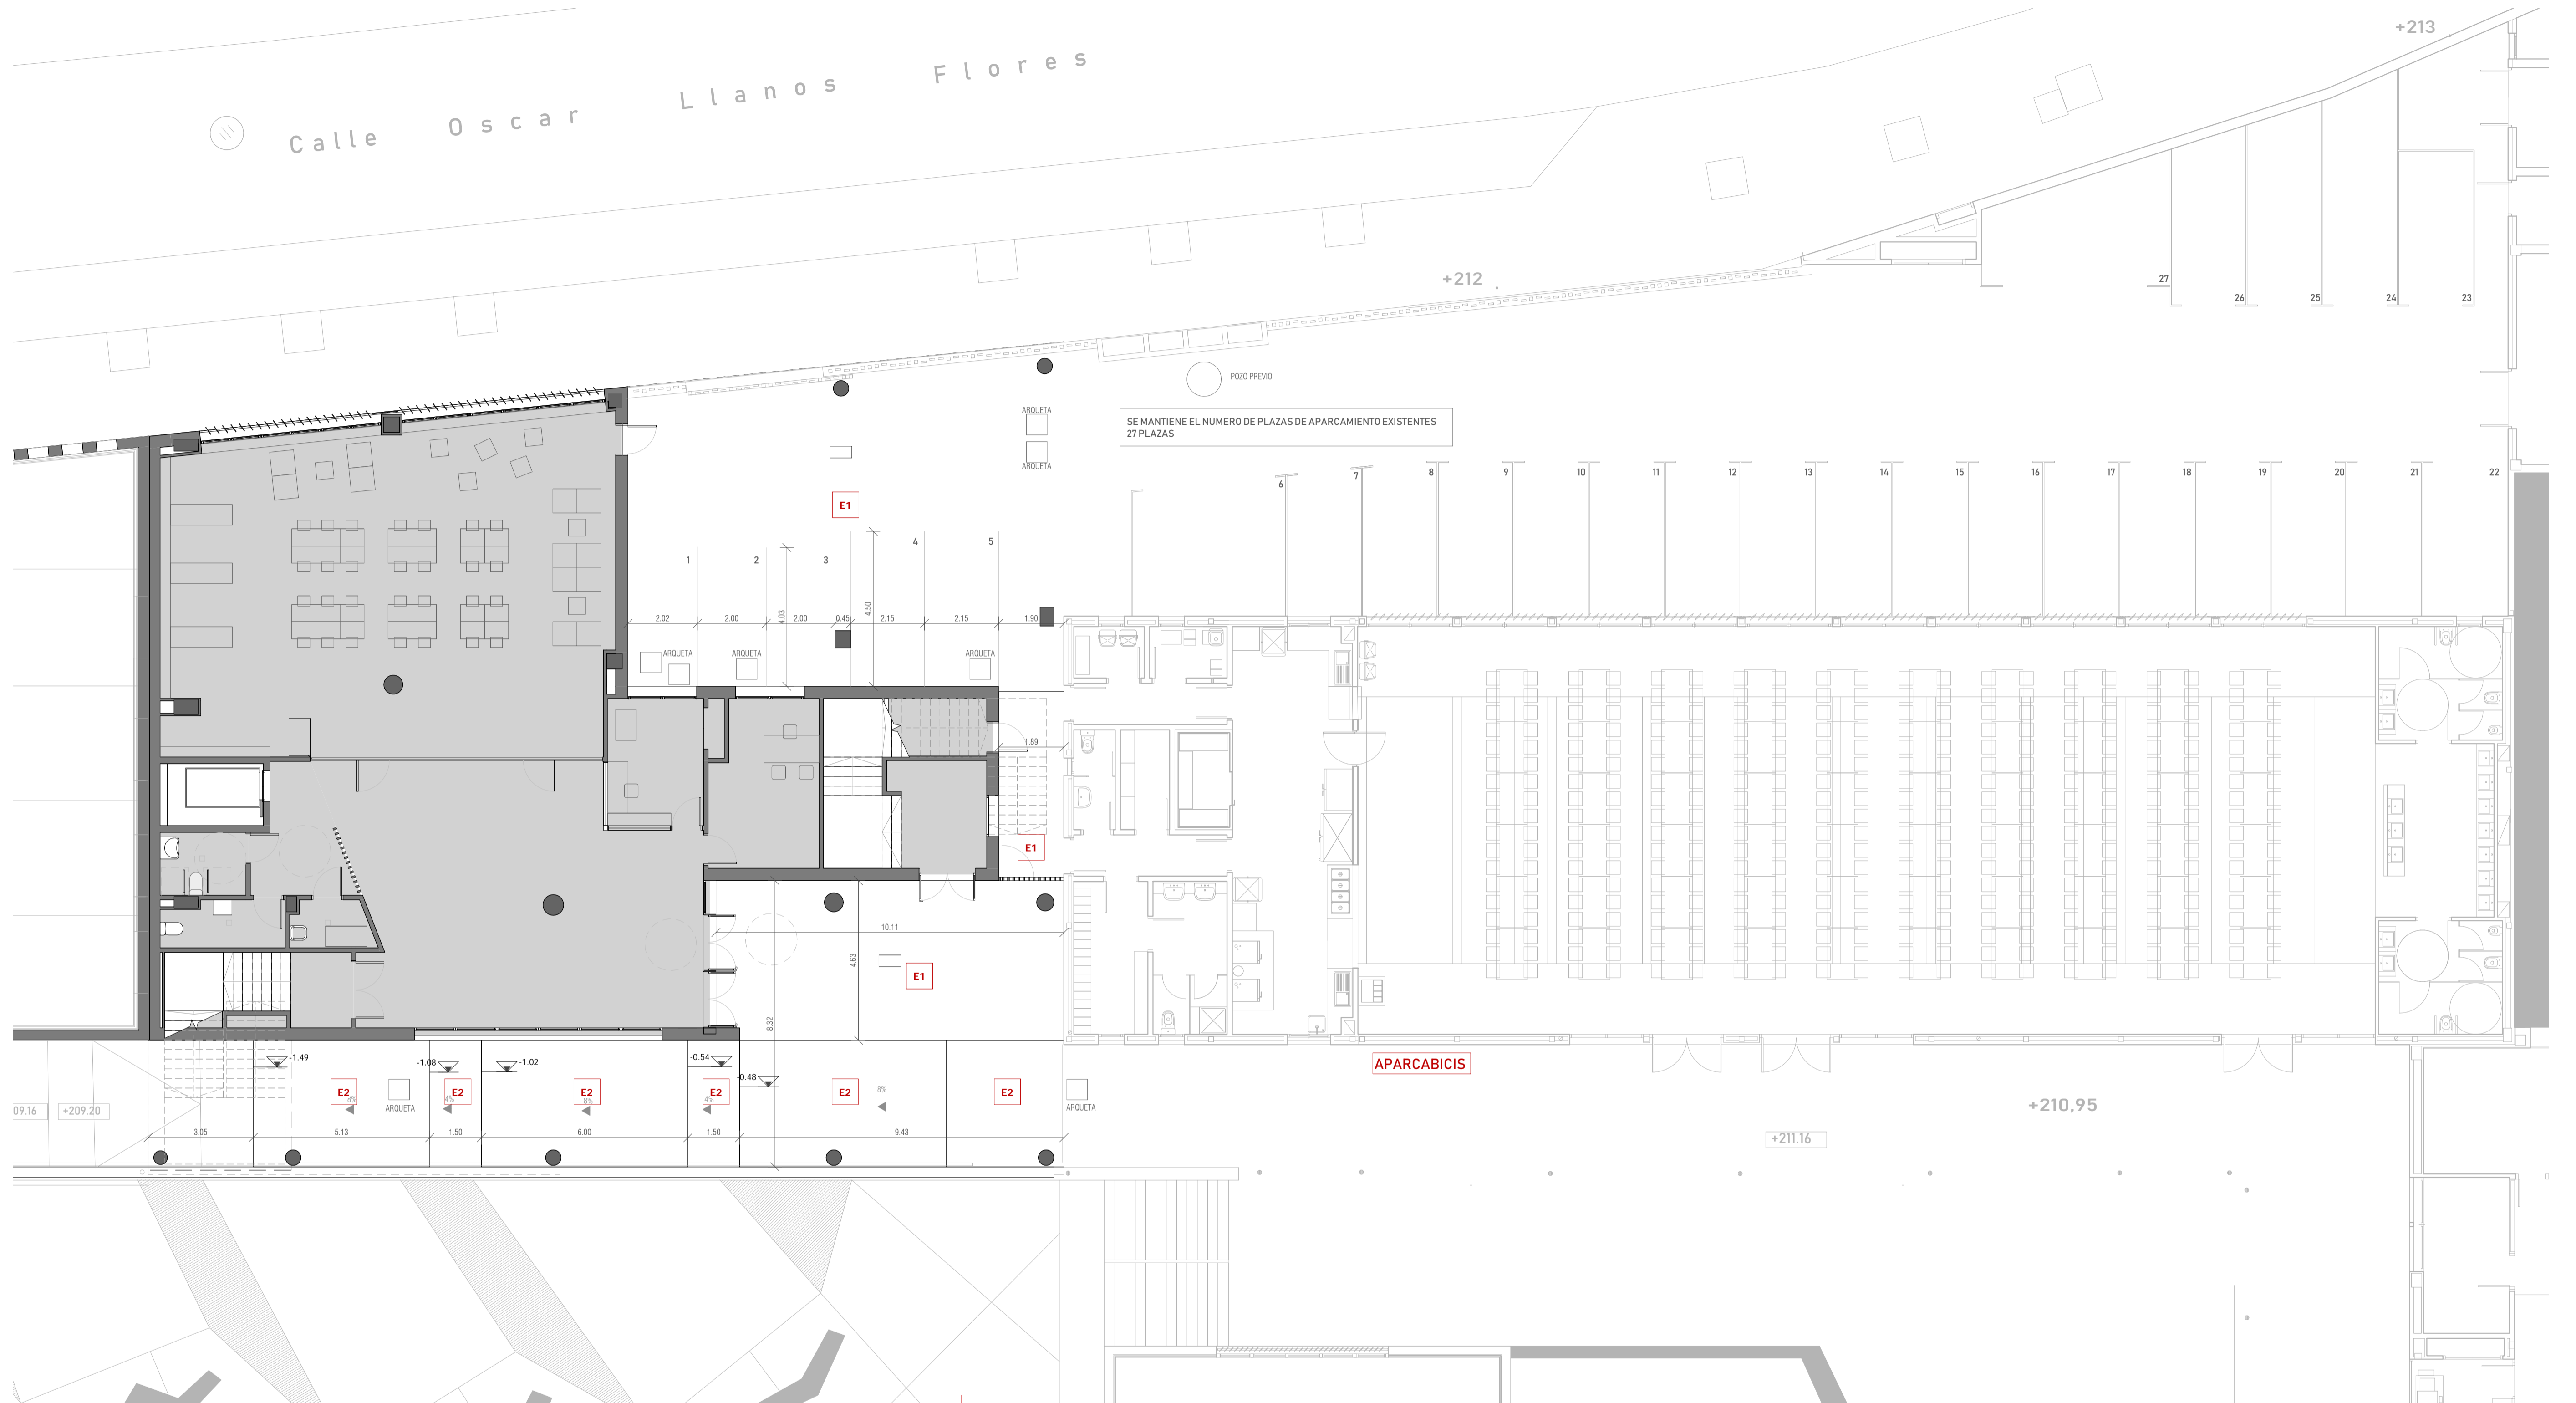 +213
Calle Oscar Llanos Flores
+212
27
26
25
24
23
POZO PREVIO
ARQUETA
ARQUETA
SE MANTIENE EL NUMERO DE PLAZAS DE APARCAMIENTO EXISTENTES
27 PLAZAS
6
7
8
9
10
11
12
13
14
15
16
17
18
19
20
21
22
E1
1
2
3
4
5
2.02
2.00
2.00
0.45
2.15
2.15
1.90
4.03
4.50
ARQUETA
ARQUETA
ARQUETA
1.89
E1
10.11
4.63
E1
8.32
-1.49
-1.08
-1.02
-0.54
-0.48
APARCABICIS
E2
E2
E2
E2
E2
E2
8%
4%
8%
4%
8%
ARQUETA
ARQUETA
09.16
+209.20
+210,95
+211.16
3.05
5.13
1.50
6.00
1.50
9.43